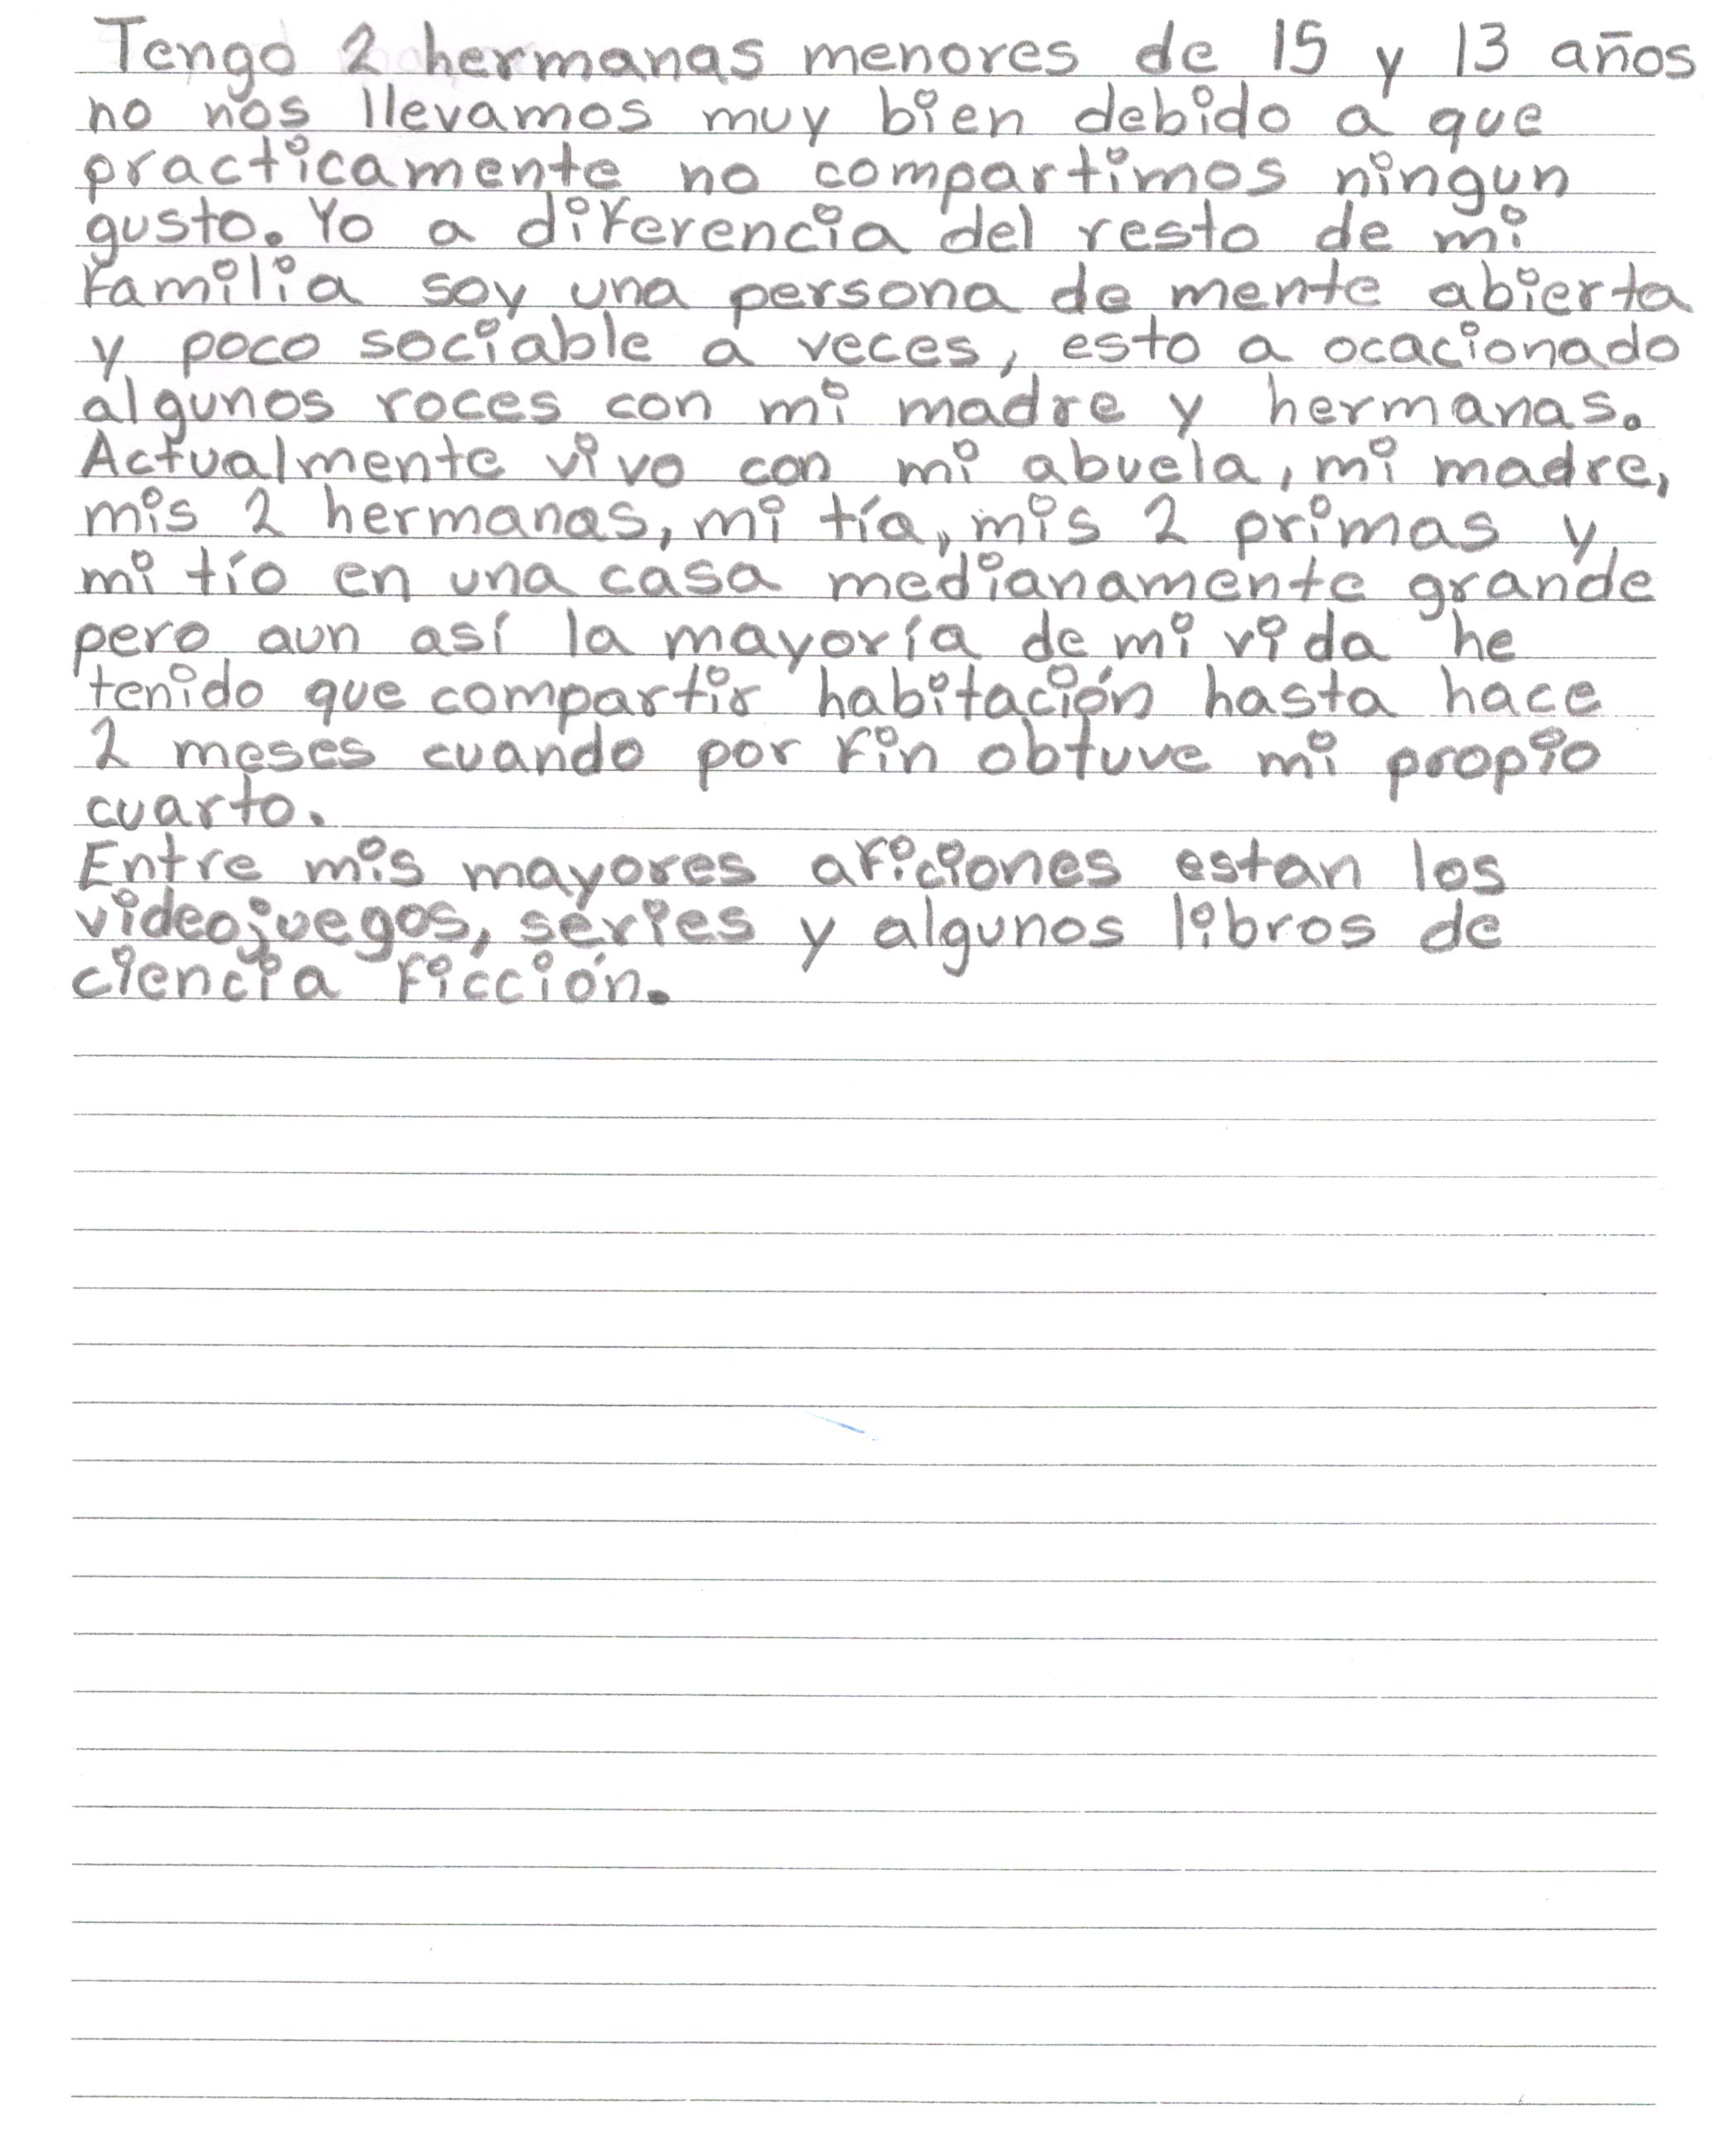 Tengo 2 hermanas menores de 15 y 13 años
no nos llevamos muy bien debido a que
practicamente no compartimos ningun
gusto. Yo a diferencia del resto de mi
familia soy una persona de mente abierta
y poco sociable a veces, esto a ocacionado
algunos roces con mi madre y hermanas.
Actualmente vivo con mi abuela, mi madre,
mis 2 hermanas, mi tía, mis 2 primas y
mi tío en una casa medianamente grande
pero aun así la mayoría de mi vida he
tenido que compartir habitación hasta hace
2 meses cuando por fin obtuve mi propio
cuarto.
Entre mis mayores aficiones estan los
videojuegos, series y algunos libros de
ciencia ficción.